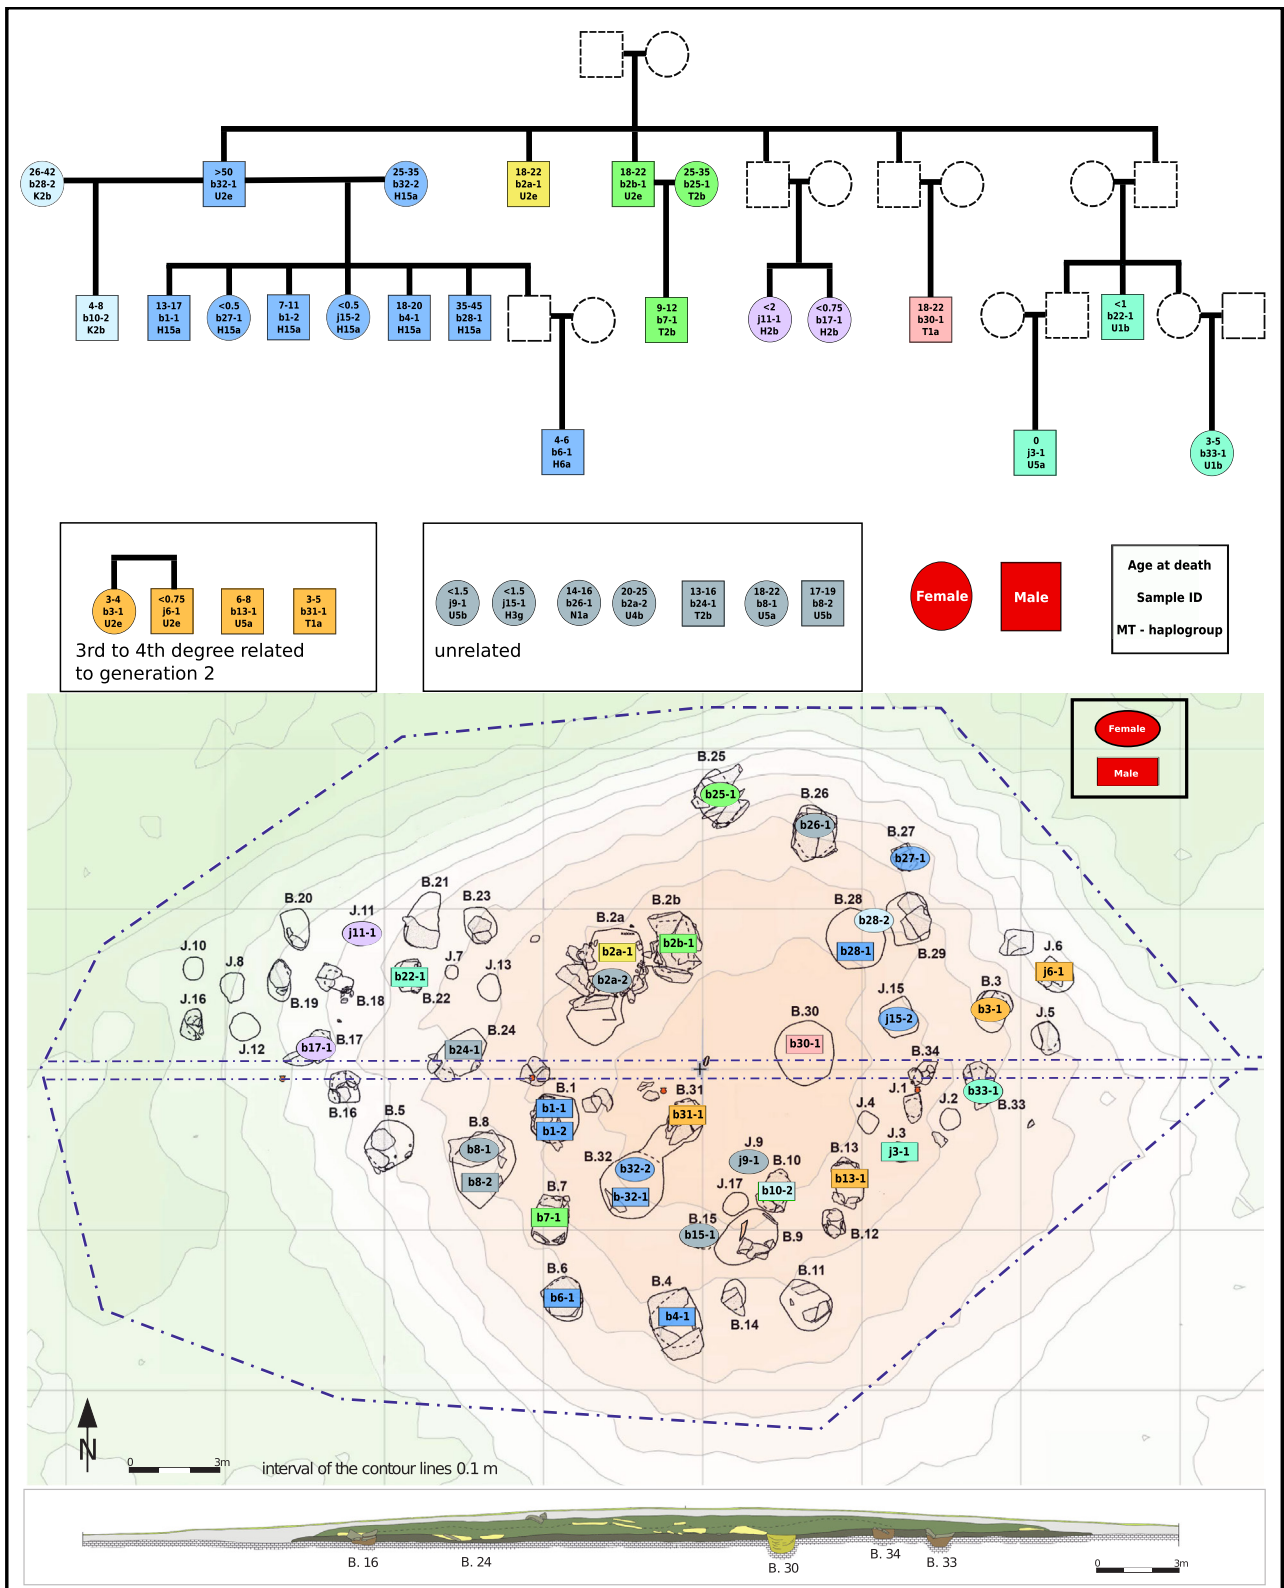 26-42
b28-2
K2b
>50
b32-1
U2e
25-35
b32-2
H15a
18-22
b2a-1
U2e
18-22
b2b-1
U2e
25-35
b25-1
T2b
4-8
b10-2
K2b
13-17
b1-1
H15a
<0.5
b27-1
H15a
7-11
b1-2
H15a
<0.5
j15-2
H15a
18-20
b4-1
H15a
35-45
b28-1
H15a
9-12
b7-1
T2b
<2
j11-1
H2b
<0.75
b17-1
H2b
18-22
b30-1
T1a
<1
b22-1
U1b
4-6
b6-1
H6a
0
j3-1
U5a
3-5
b33-1
U1b
3-4
b3-1
U2e
<0.75
j6-1
U2e
6-8
b13-1
U5a
3-5
b31-1
T1a
3rd to 4th degree related
to generation 2
<1.5
j9-1
U5b
<1.5
j15-1
H3g
14-16
b26-1
N1a
20-25
b2a-2
U4b
13-16
b24-1
T2b
18-22
b8-1
U5a
17-19
b8-2
U5b
unrelated
Female
Male
Age at death
Sample ID
MT - haplogroup
Female
Male
B.25
b25-1
B.26
b26-1
B.27
b27-1
B.20
J.11
j11-1
B.21
B.23
B.2a
b2a-1
b2a-2
B.2b
b2b-1
B.28
b28-2
b28-1
B.29
J.10
J.8
B.19
B.18
b22-1
B.22
J.7
J.13
J.6
j6-1
J.16
J.12
b17-1
B.17
B.24
b24-1
B.30
b30-1
J.15
j15-2
B.3
b3-1
J.5
0
B.34
B.16
B.5
B.1
b1-1
b1-2
B.31
b31-1
J.1
J.4
J.2
b33-1
B.33
B.8
b8-1
b8-2
B.32
b32-2
b-32-1
J.9
j9-1
B.10
b10-2
B.13
b13-1
J.3
j3-1
B.7
b7-1
J.17
B.15
b15-1
B.9
B.12
B.6
b6-1
B.4
b4-1
B.14
B.11
N
0 3m
interval of the contour lines 0.1 m
B. 16
B. 24
B. 30
B. 34
B. 33
0 3m